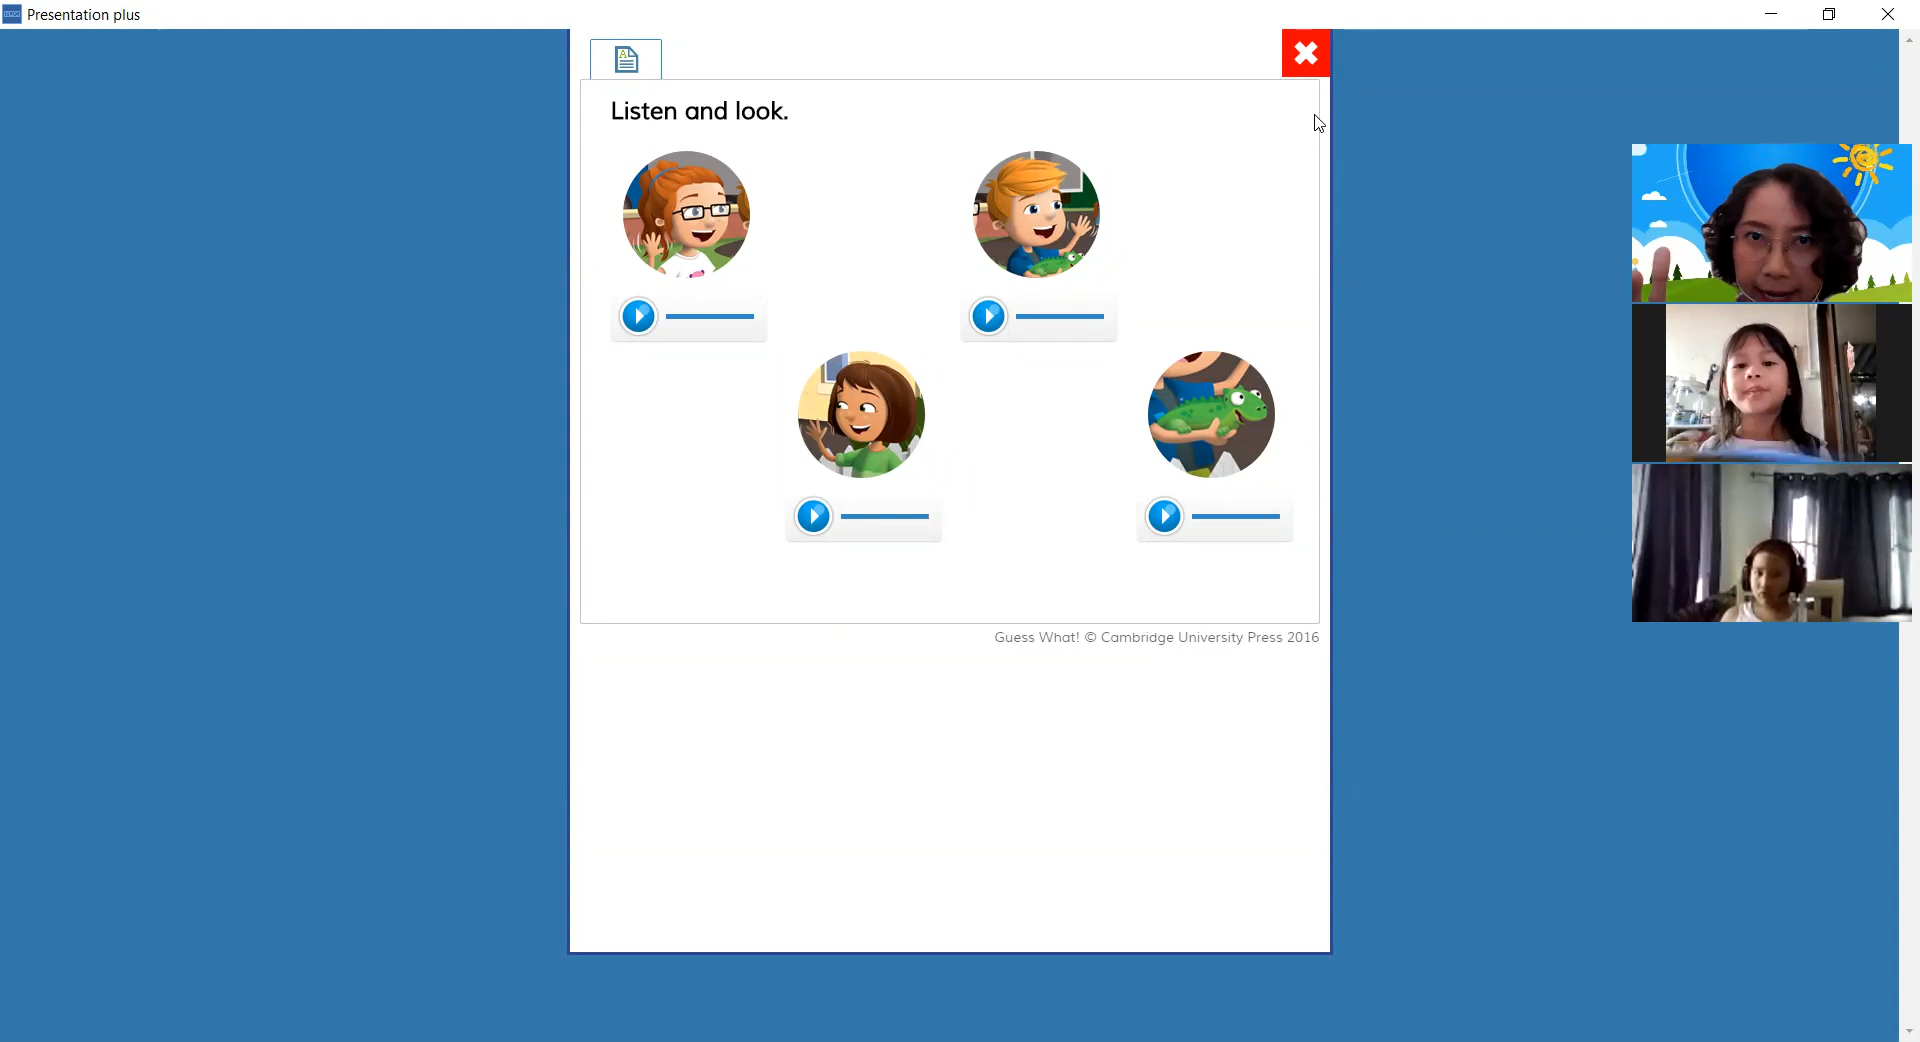 Presentation plus
Listen and look.
Guess What! © Cambridge University Press 2016